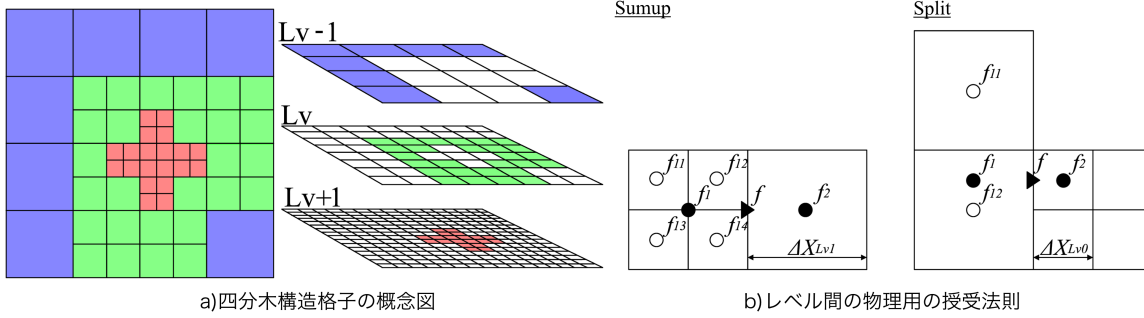 Lv-1
Lv
Lv+1
a)四分木構造格子の概念図
Sumup
f11
f12
f1
f
f2
f13
f14
ΔXLv1
Split
f11
f1
f
f2
f12
ΔXLv0
b)レベル間の物理用の授受法則